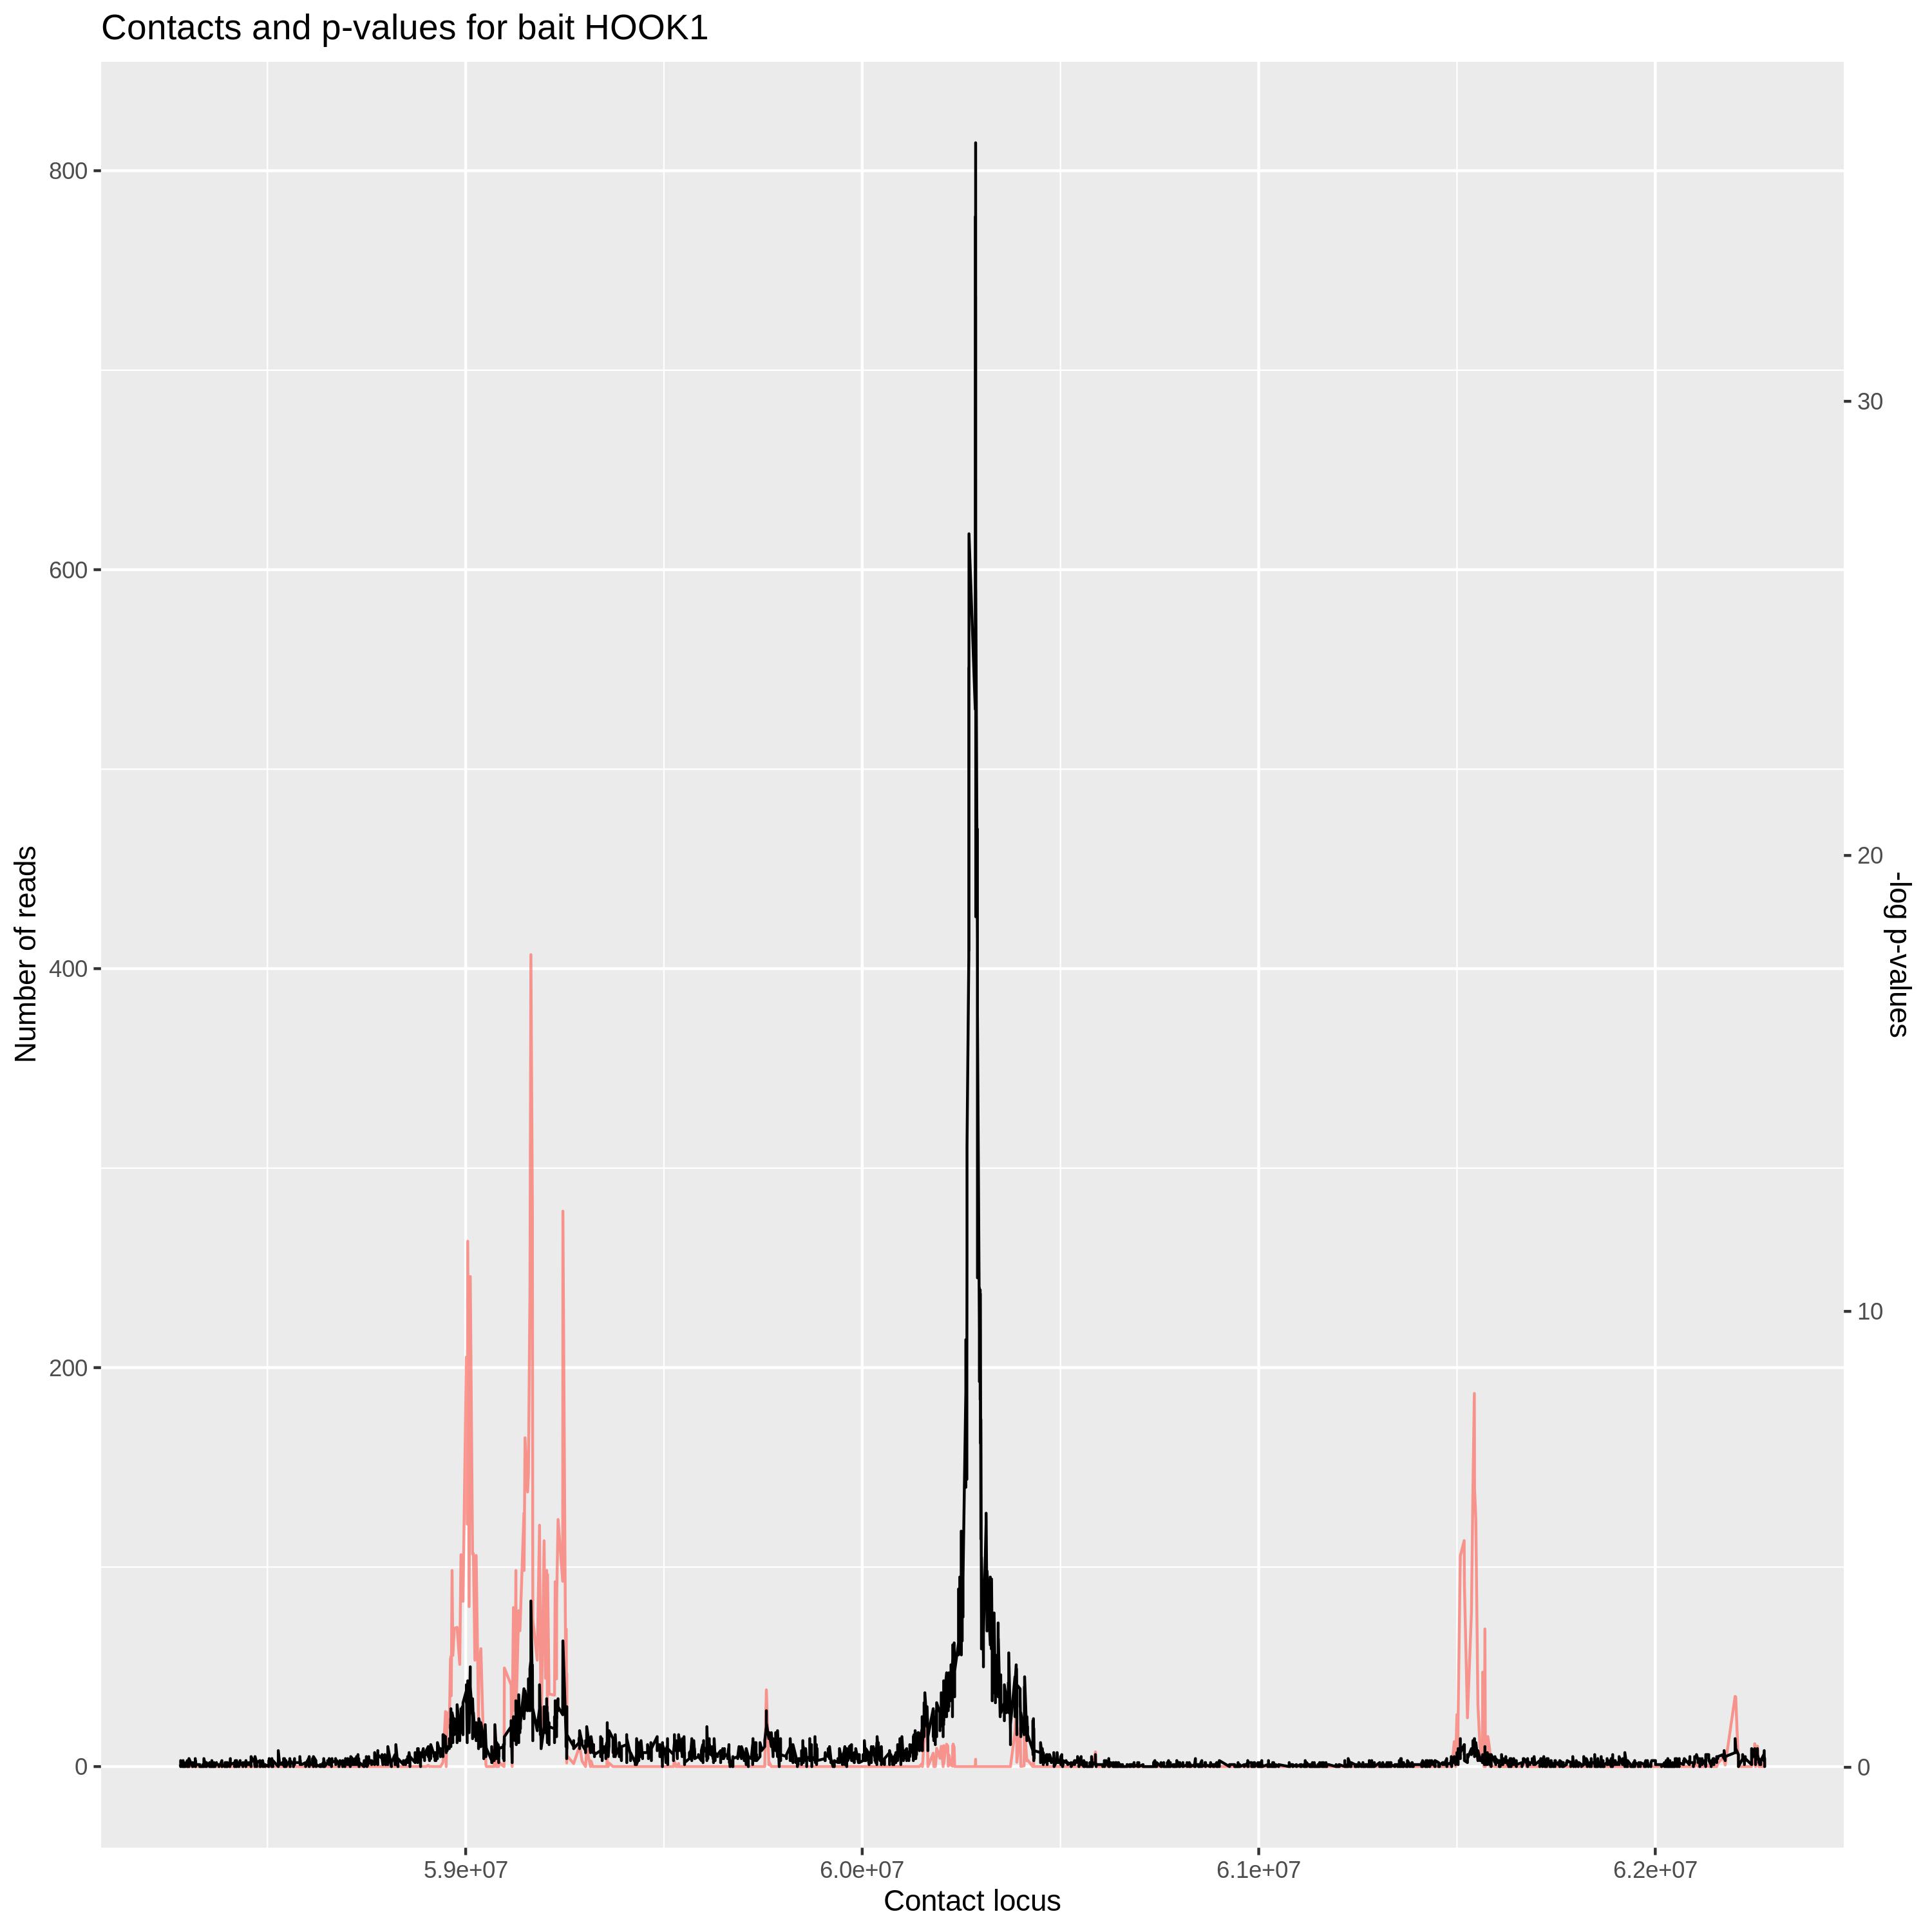 Contacts and p-values for bait HOOK1
800
600
400
200
0
Number of reads
30
20
10
0
-log p-values
5.9e+07
6.0e+07
6.1e+07
6.2e+07
Contact locus